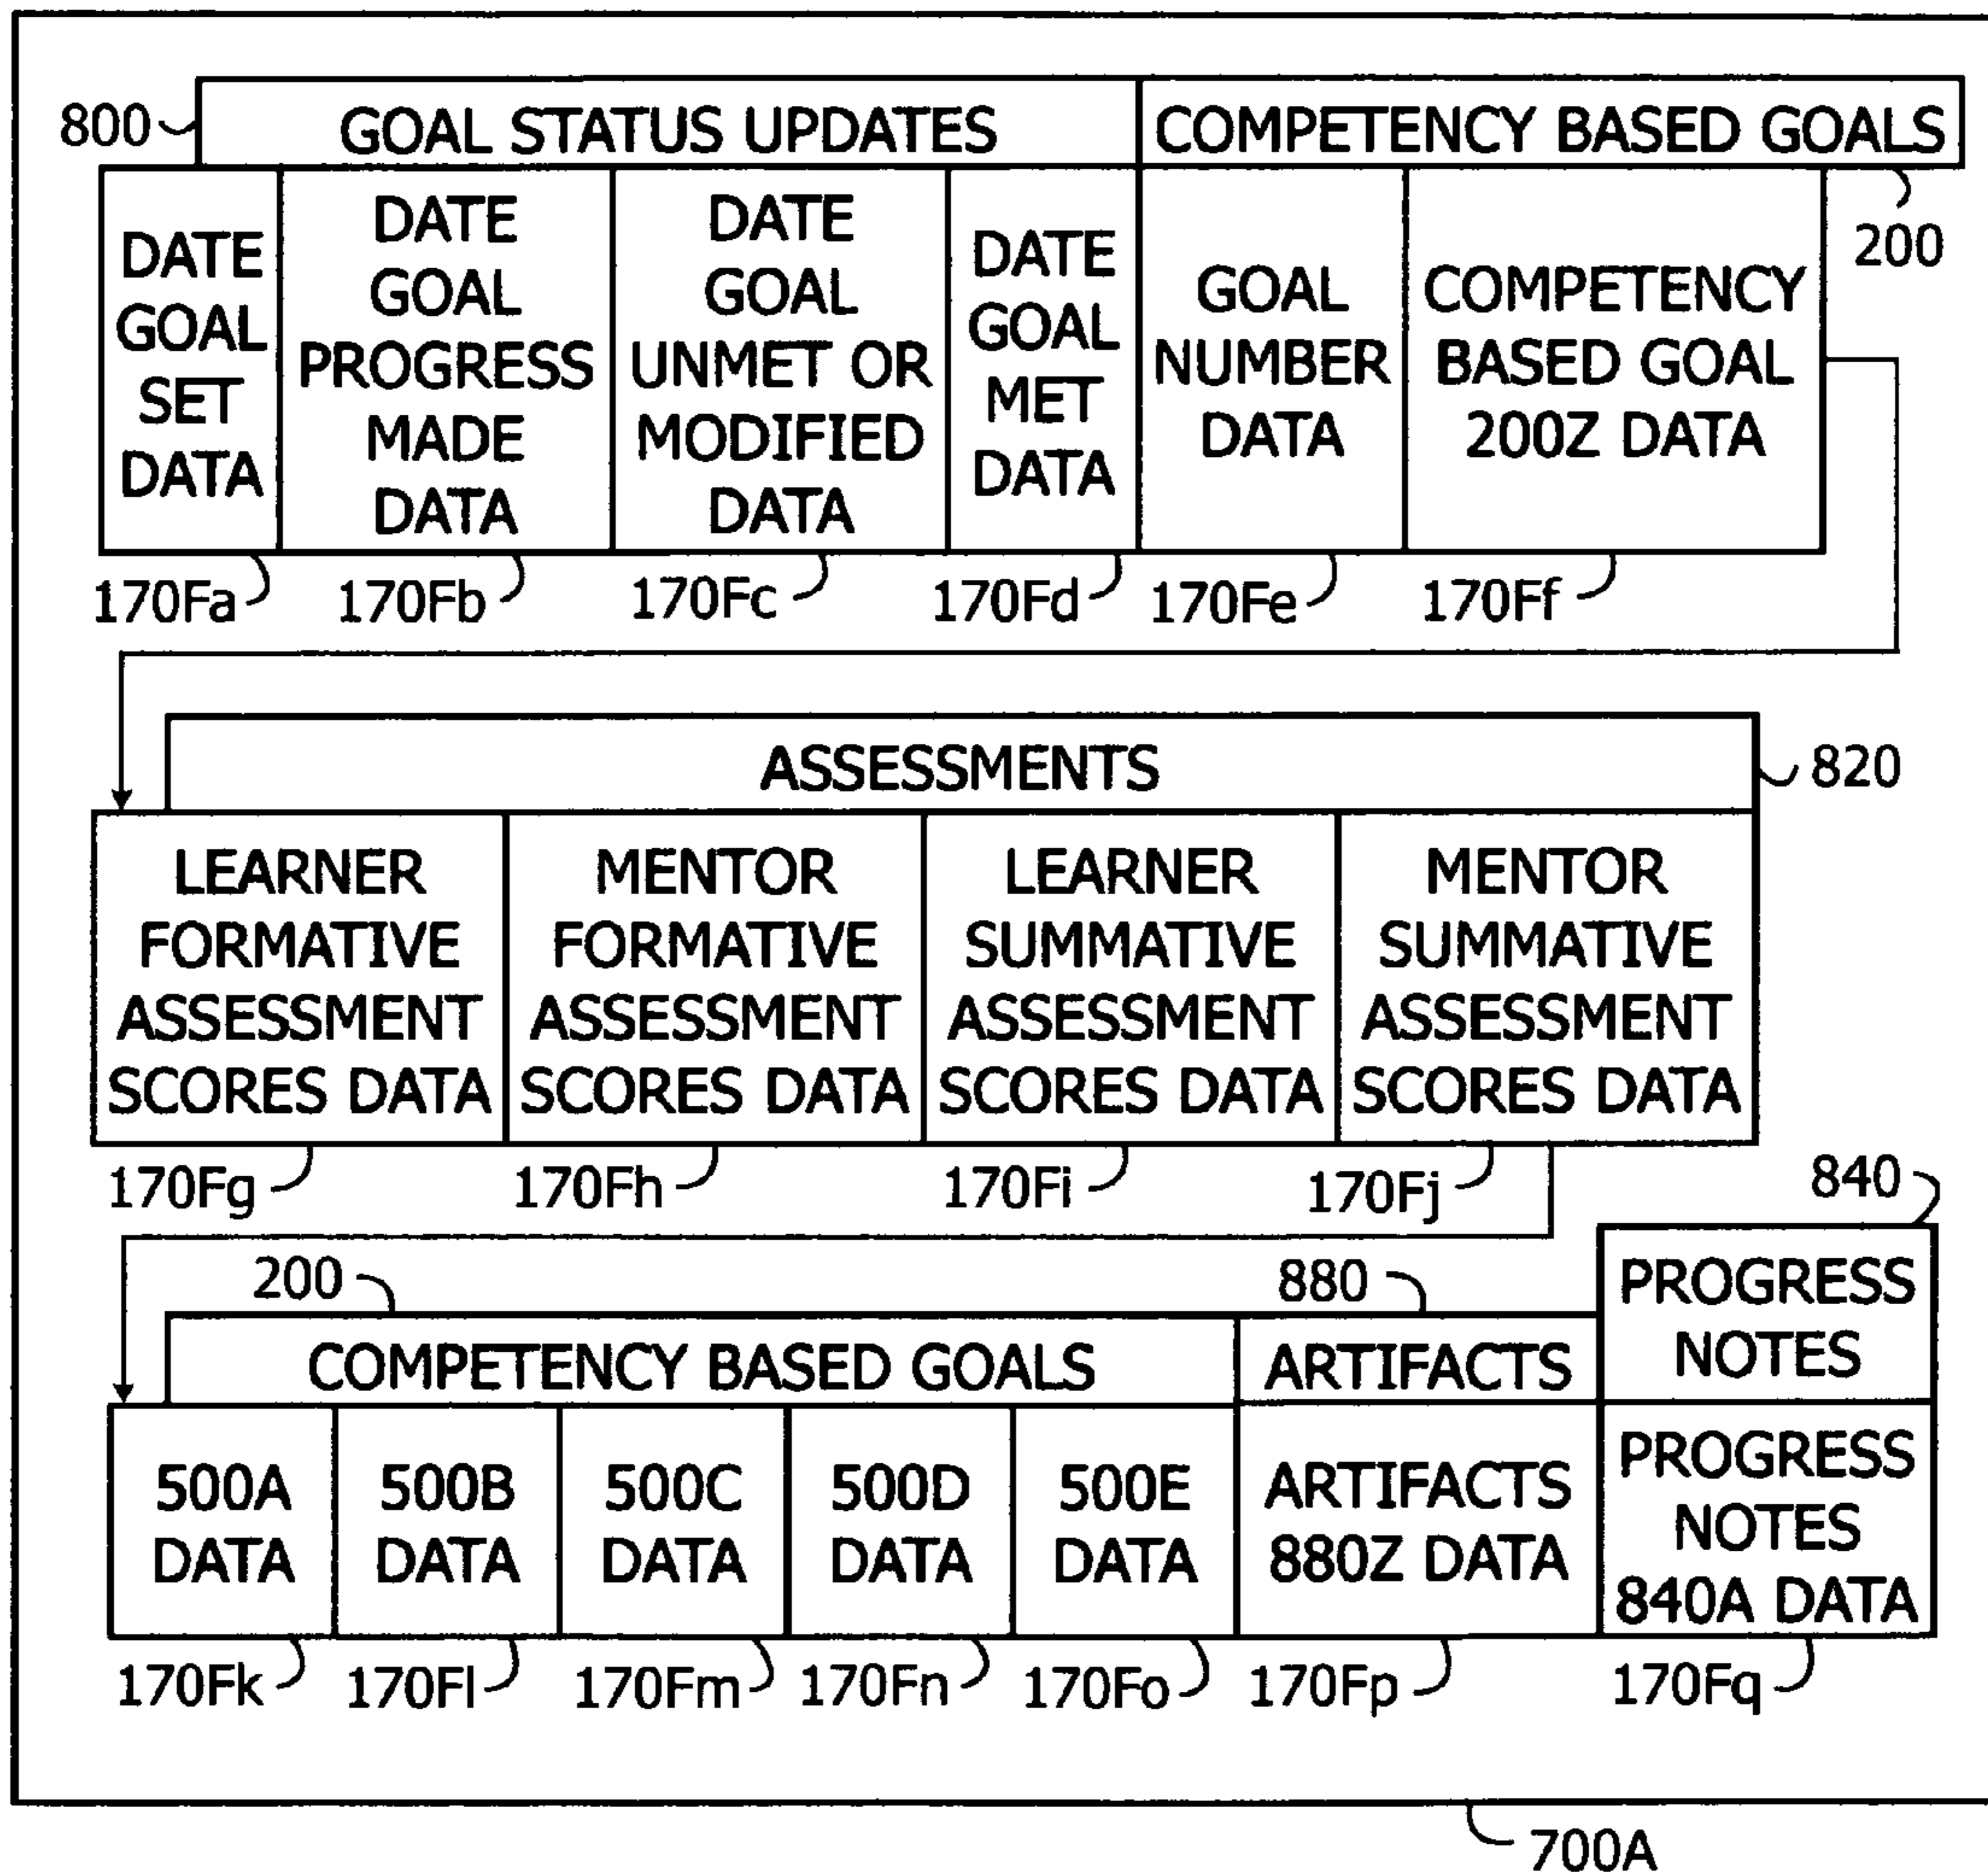 800
GOAL STATUS UPDATES
COMPETENCY BASED GOALS
200
DATE
GOAL
SET
DATA
DATE
GOAL
PROGRESS
MADE
DATA
DATE
GOAL
UNMET OR
MODIFIED
DATA
DATE
GOAL
MET
DATA
GOAL
NUMBER
DATA
COMPETENCY
BASED GOAL
200Z DATA
170Fa
170Fb
170Fc
170Fd
170Fe
170Ff
ASSESSMENTS
820
LEARNER
FORMATIVE
ASSESSMENT
SCORES DATA
MENTOR
FORMATIVE
ASSESSMENT
SCORES DATA
LEARNER
SUMMATIVE
ASSESSMENT
SCORES DATA
MENTOR
SUMMATIVE
ASSESSMENT
SCORES DATA
170Fg
170Fh
170Fi
170Fj
840
200
880
PROGRESS
NOTES
COMPETENCY BASED GOALS
ARTIFACTS
500A
DATA
500B
DATA
500C
DATA
500D
DATA
500E
DATA
ARTIFACTS
880Z DATA
PROGRESS
NOTES
840A DATA
170Fk
170Fl
170Fm
170Fn
170Fo
170Fp
170Fq
700A